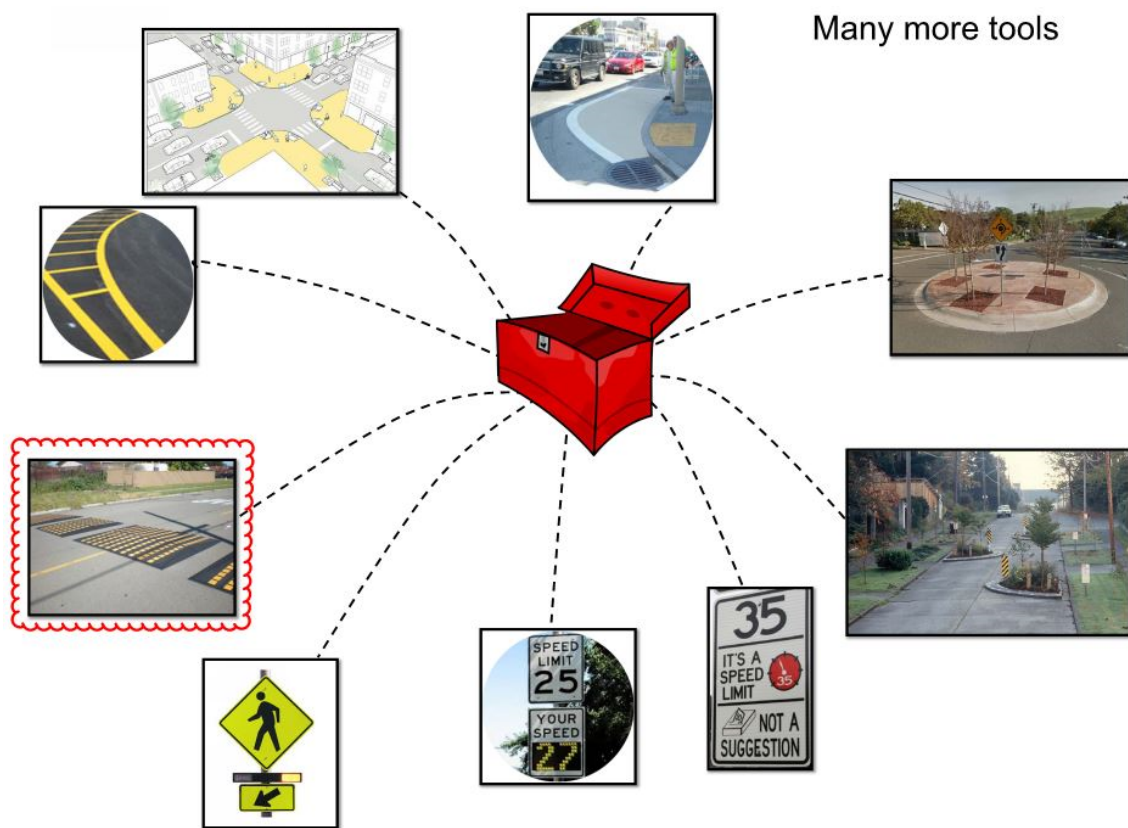 Many more tools
SPEED
LIMIT
25
YOUR
SPEED
27
35
IT'S A
SPEED
LIMIT
35
NOT A
SUGGESTION